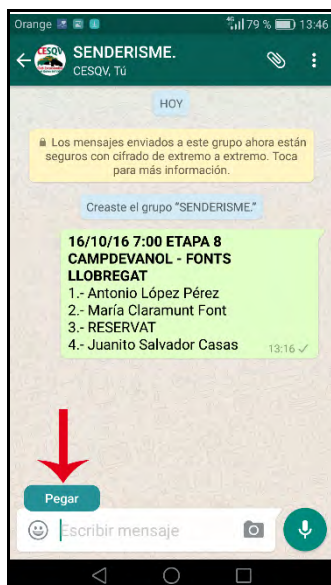 Orange 4G 79 % 13:46
CESQV
SENDERISME.
CESQV, Tú
HOY
Los mensajes enviados a este grupo ahora están
seguros con cifrado de extremo a extremo. Toca
para más información.
Creaste el grupo "SENDERISME."
16/10/16 7:00 ETAPA 8
CAMPDEVANOL - FONTS
LLOBREGAT
1.- Antonio López Pérez
2.- María Claramunt Font
3.- RESERVAT
4.- Juanito Salvador Casas
13:16
Pegar
Escribir mensaje